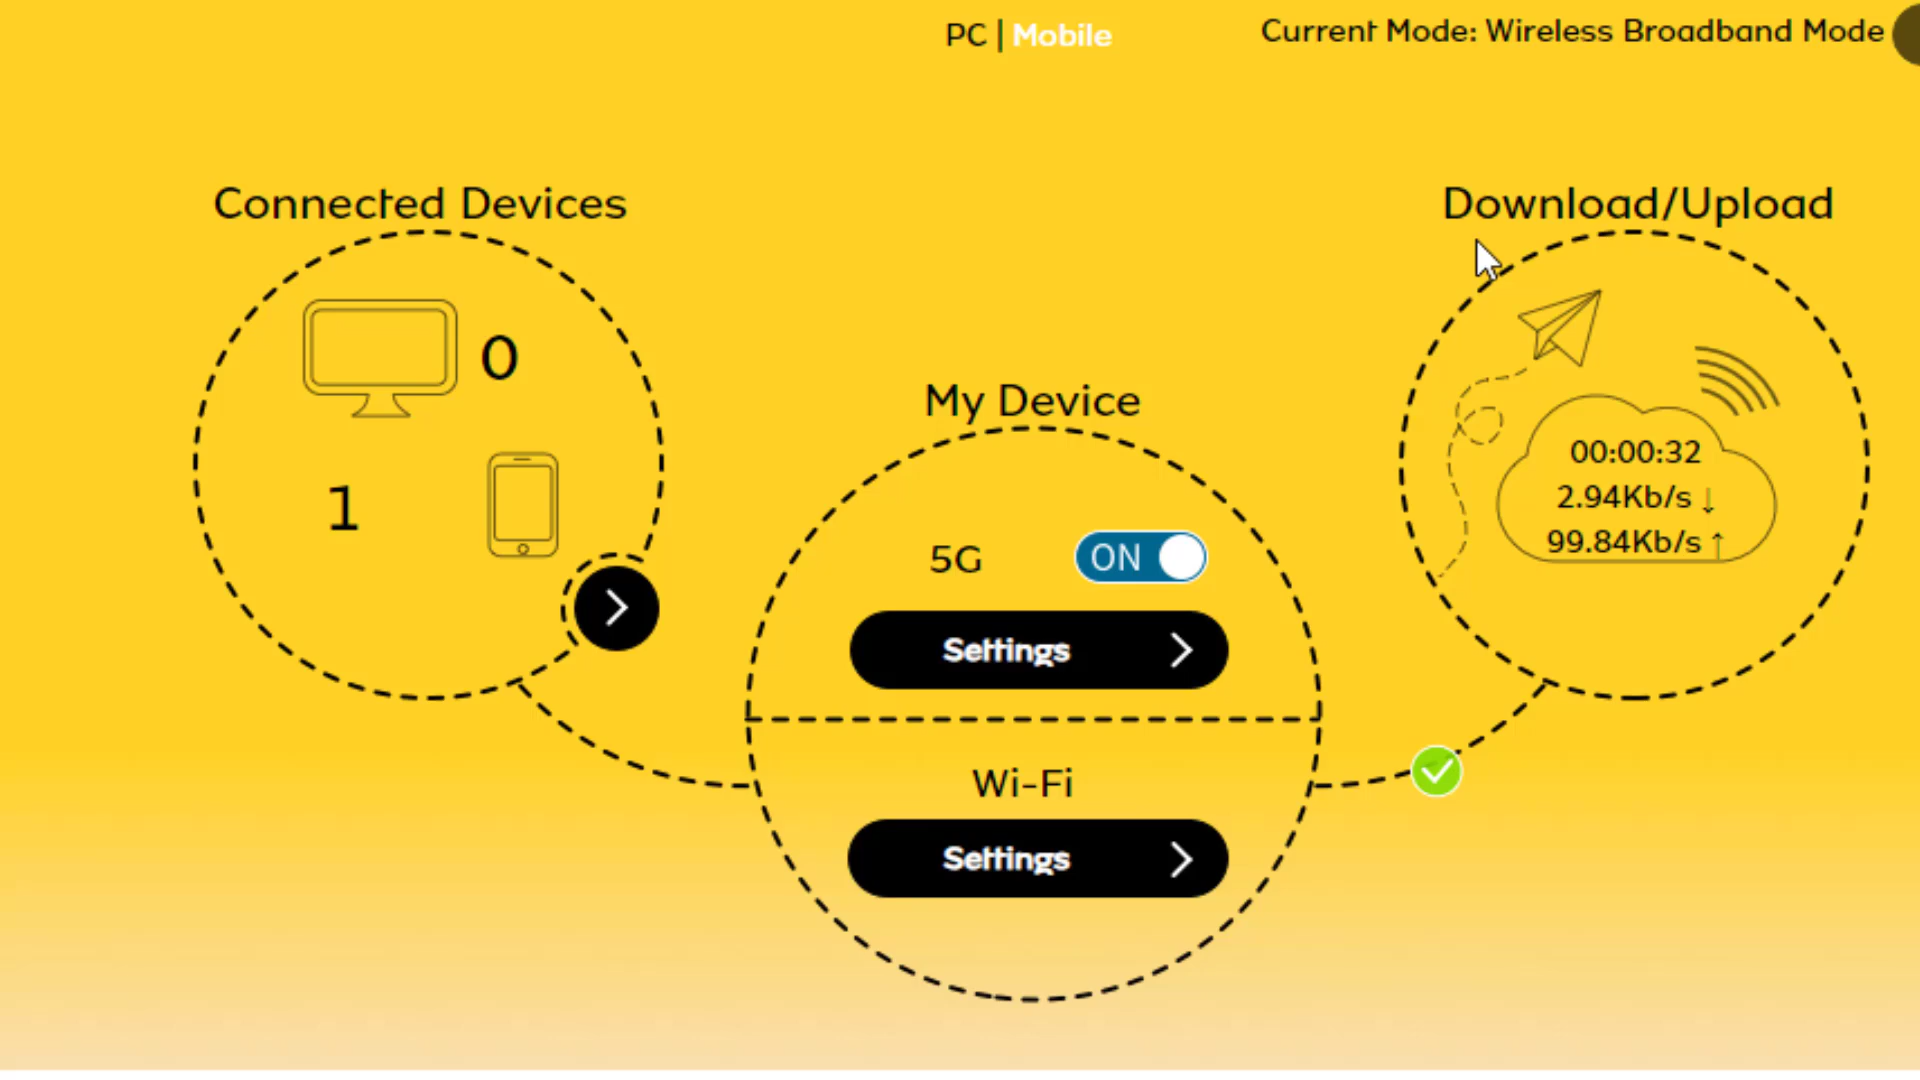 PC | Mobile
Current Mode: Wireless Broadband Mode
Connected Devices
0
1
My Device
5G
ON
Settings
Wi-Fi
Settings
Download/Upload
00:00:32
2.94Kb/s ↓
99.84Kb/s ↑